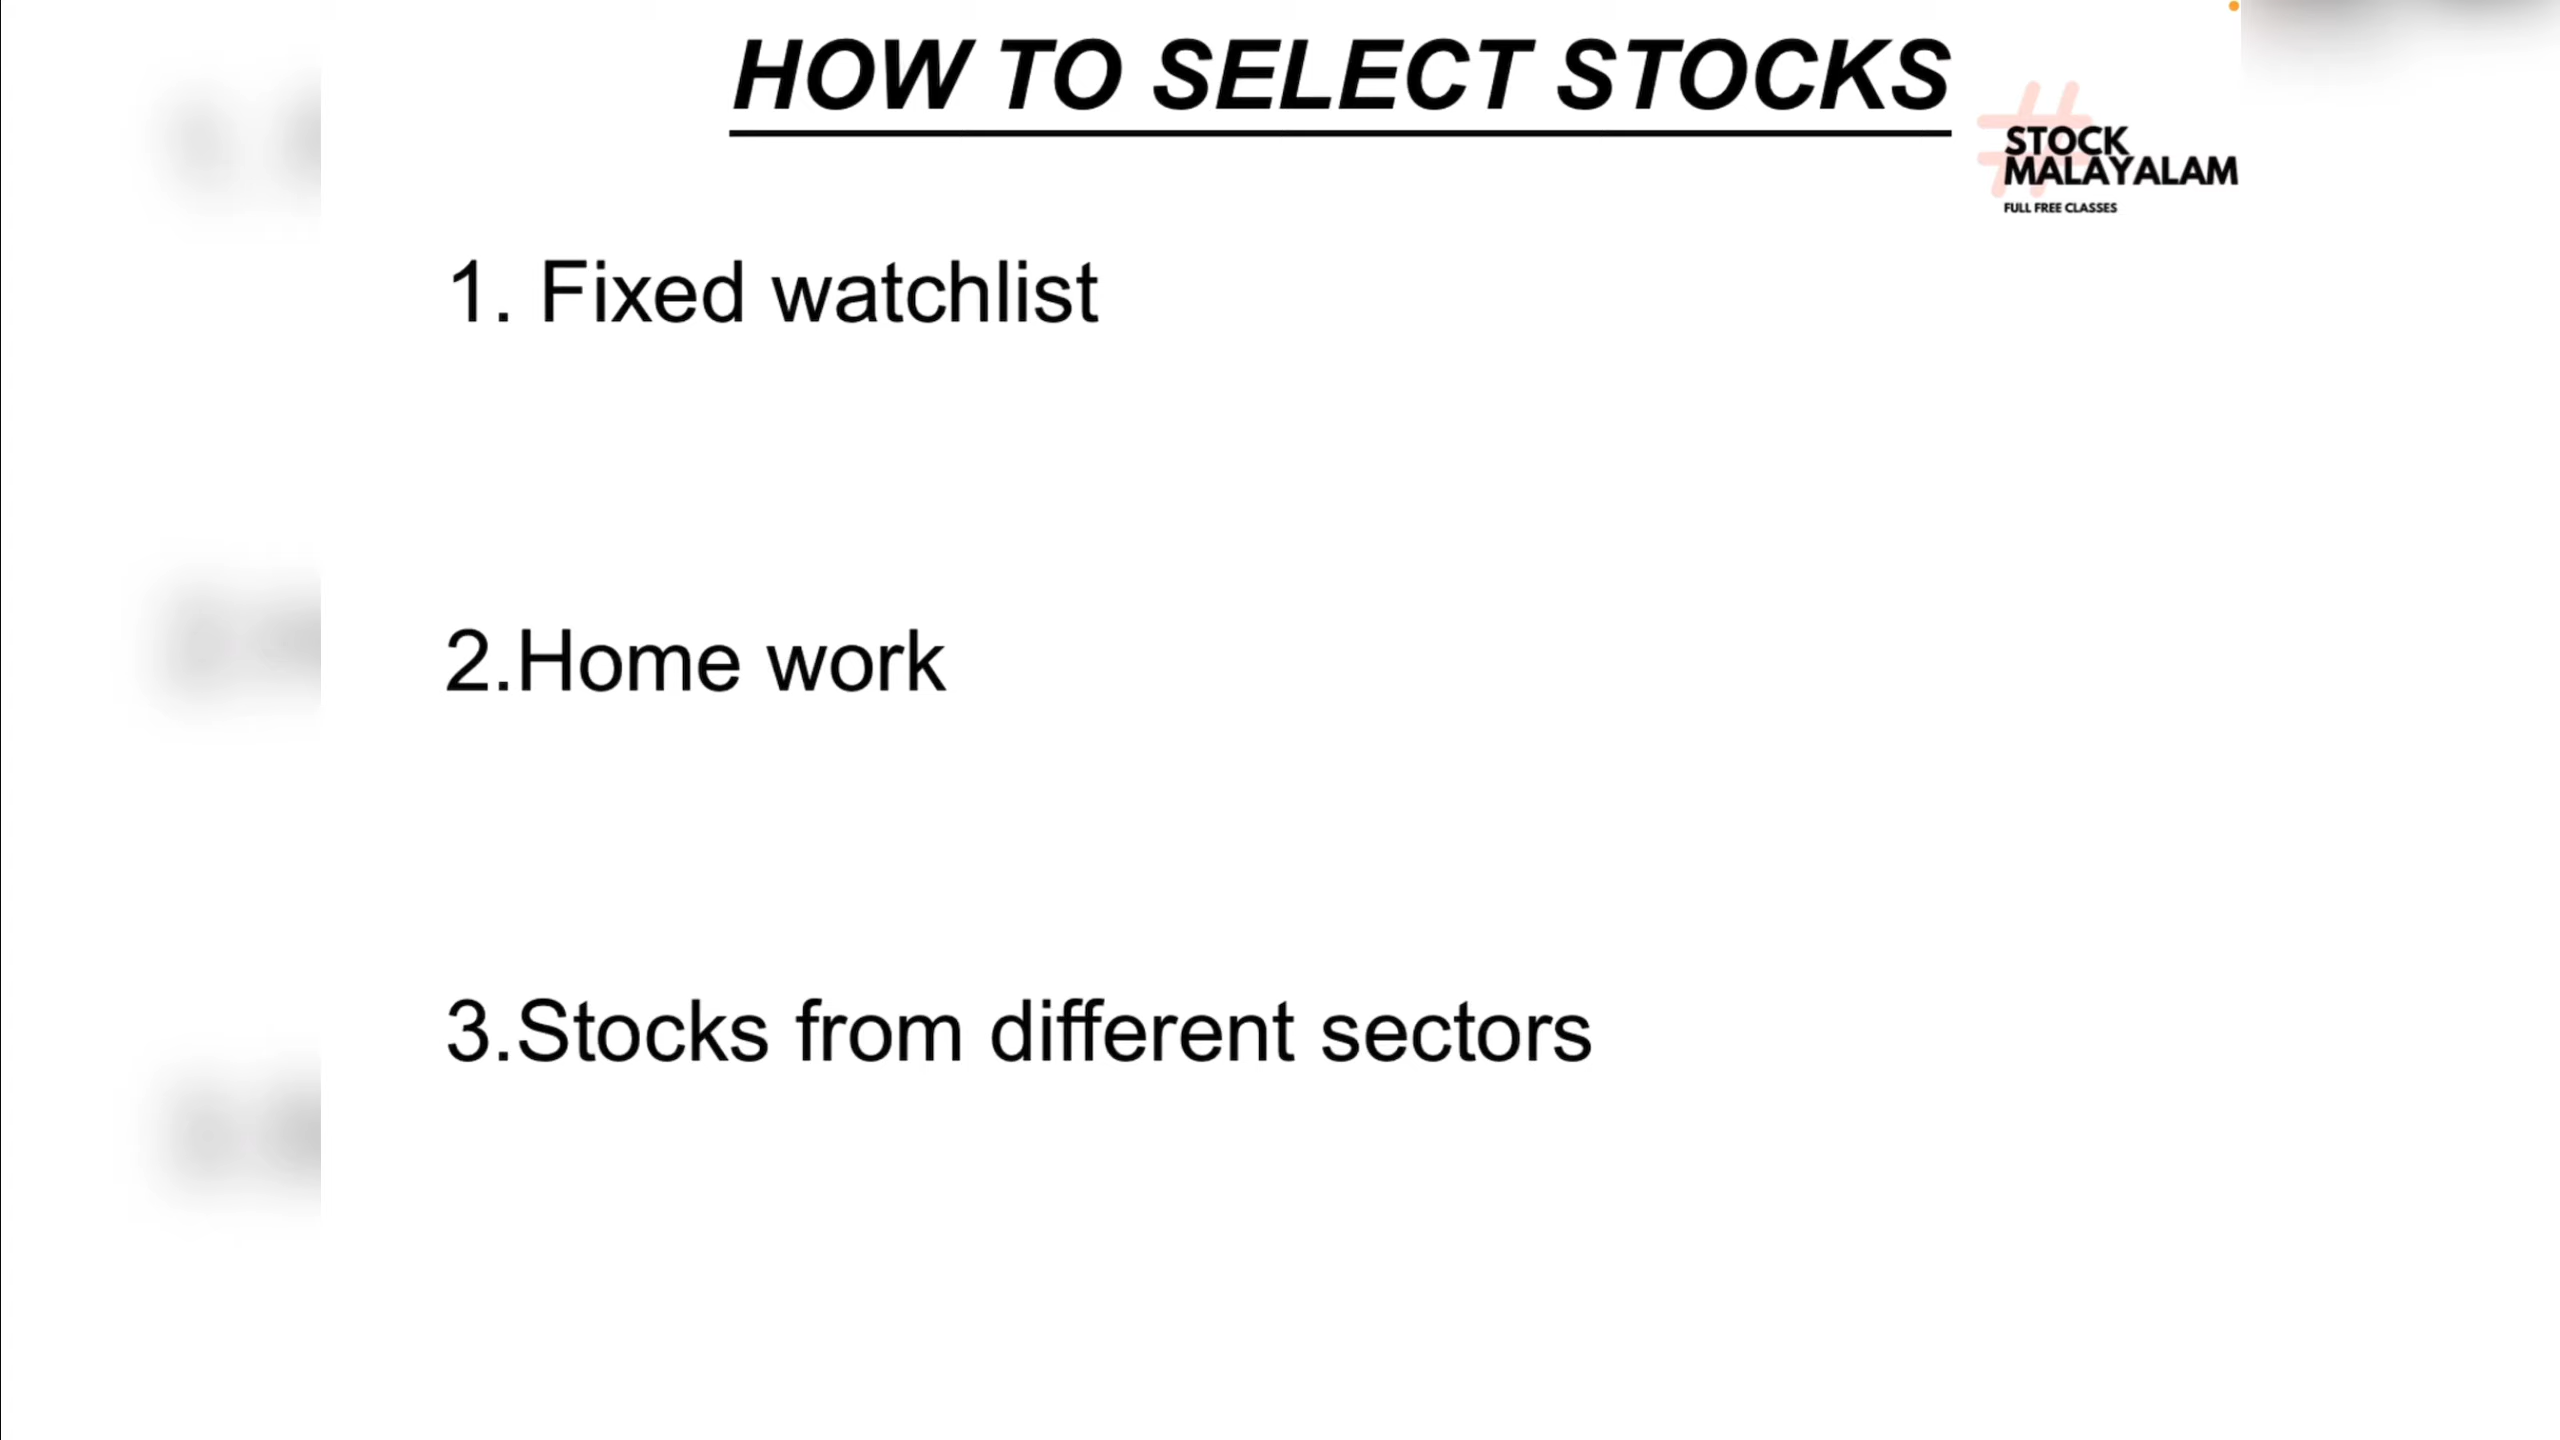 HOW TO SELECT STOCKS
STOCK
MALAYALAM
FULL FREE CLASSES
1. Fixed watchlist
2.Home work
3.Stocks from different sectors